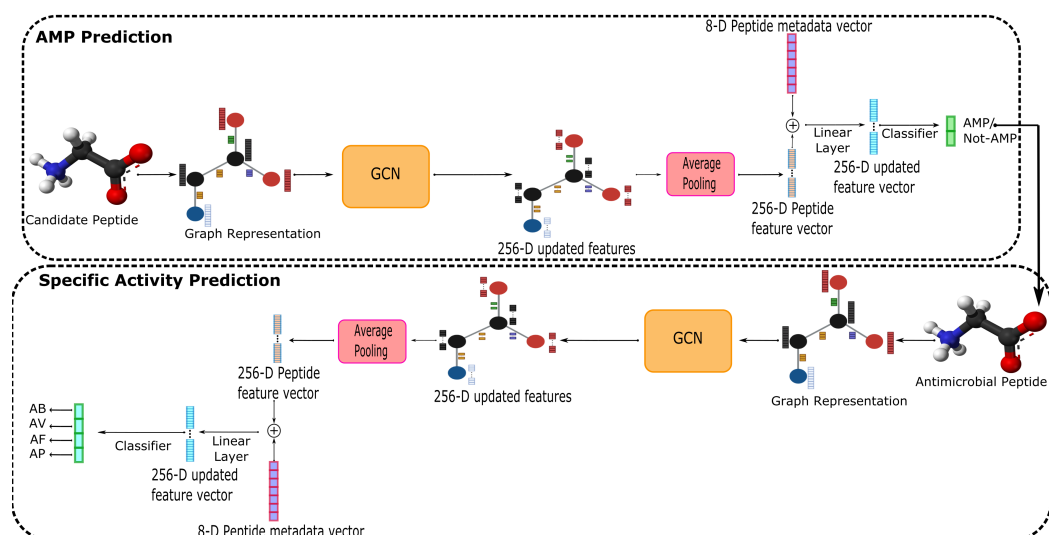 AMP Prediction
8-D Peptide metadata vector
Candidate Peptide
Graph Representation
GCN
256-D updated features
Average
Pooling
256-D Peptide
feature vector
Linear
Layer
256-D updated
feature vector
Classifier
AMP/
Not-AMP
Specific Activity Prediction
Antimicrobial Peptide
Graph Representation
GCN
256-D updated features
Average
Pooling
256-D Peptide
feature vector
8-D Peptide metadata vector
Linear
Layer
256-D updated
feature vector
Classifier
AB
AV
AF
AP